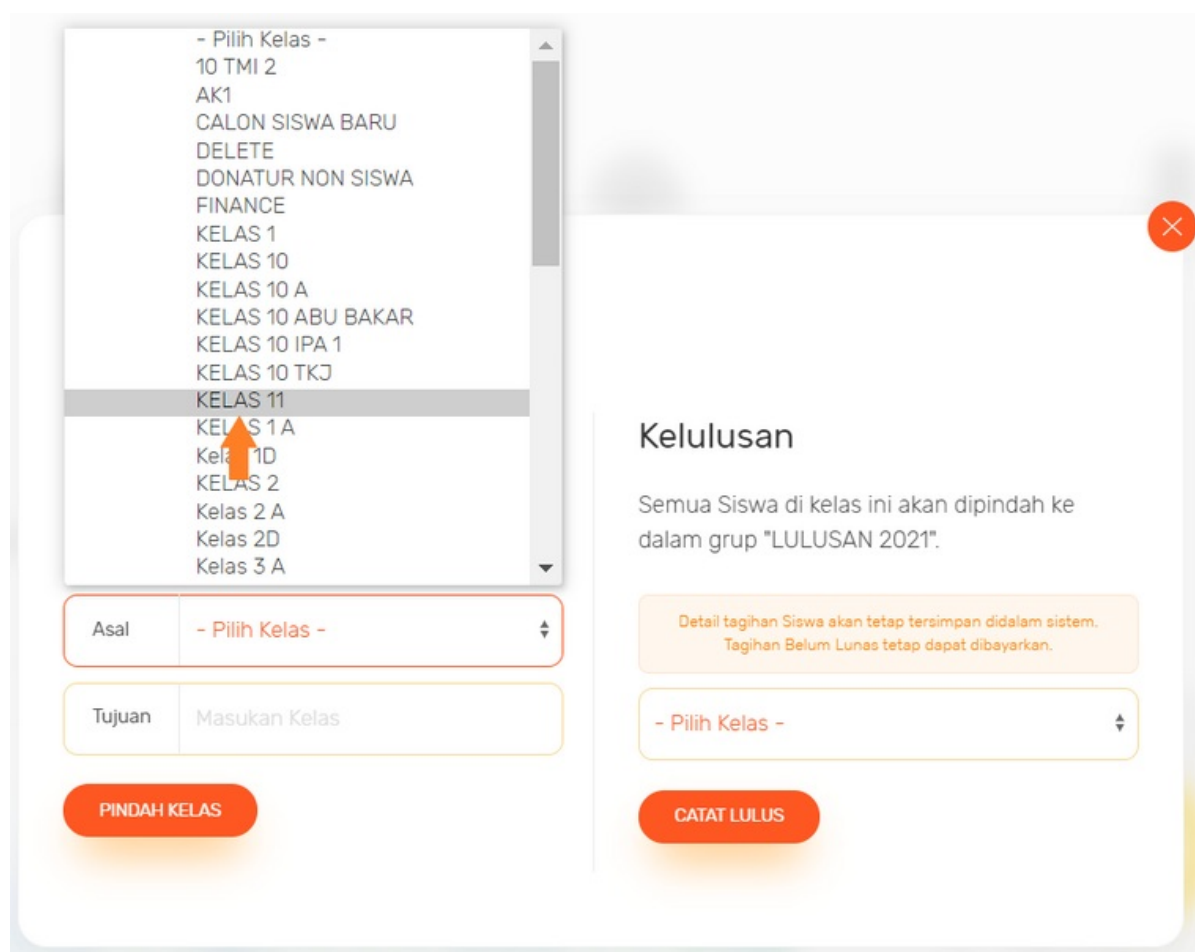 - Pilih Kelas -
10 TMI 2
AK1
CALON SISWA BARU
DELETE
DONATUR NON SISWA
FINANCE
KELAS 1
KELAS 10
KELAS 10 A
KELAS 10 ABU BAKAR
KELAS 10 IPA 1
KELAS 10 TKJ
KELAS 11
KELAS 1 A
Kelas 1D
KELAS 2
Kelas 2 A
Kelas 2D
Kelas 3 A
Asal
- Pilih Kelas -
Tujuan
Masukan Kelas
PINDAH KELAS
Kelulusan
Semua Siswa di kelas ini akan dipindah ke
dalam grup "LULUSAN 2021".
Detail tagihan Siswa akan tetap tersimpan didalam sistem.
Tagihan Belum Lunas tetap dapat dibayarkan.
- Pilih Kelas -
CATAT LULUS